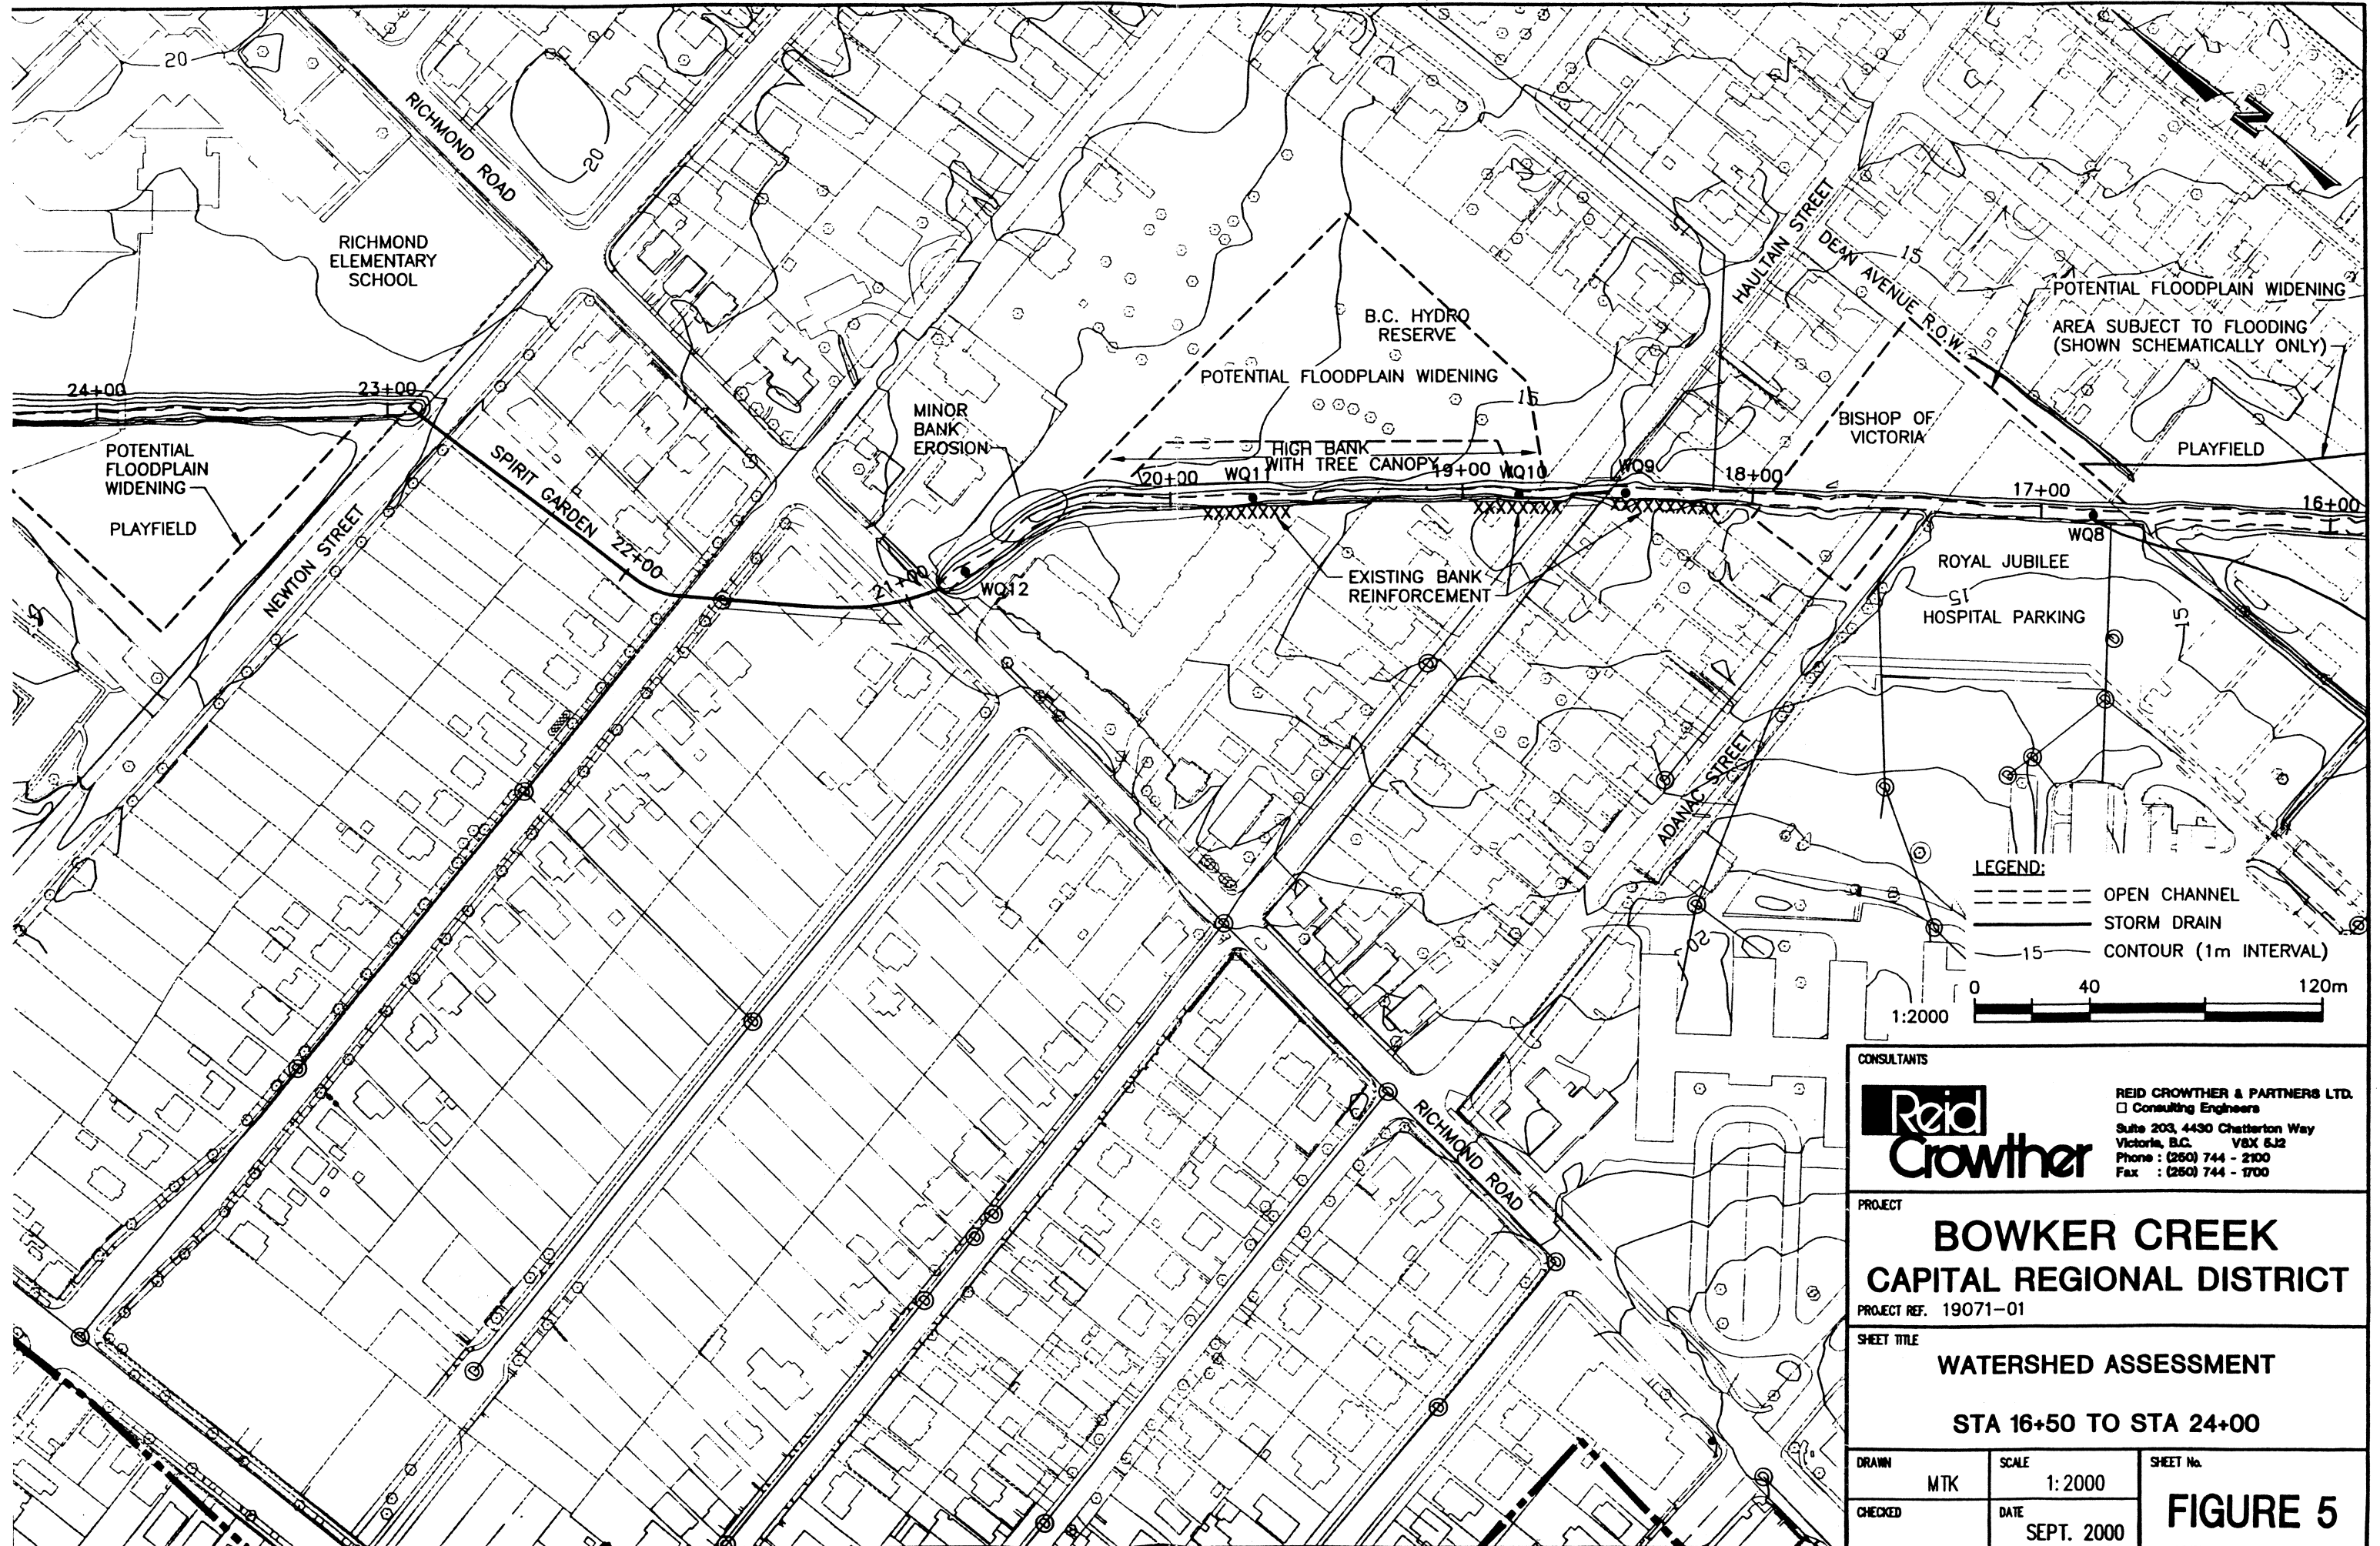 20
RICHMOND ROAD
20
N
RICHMOND
ELEMENTARY
SCHOOL
HAULTAIN STREET
DEAN AVENUE R.O.W.
15
15
POTENTIAL FLOODPLAIN WIDENING
AREA SUBJECT TO FLOODING
(SHOWN SCHEMATICALLY ONLY)
B.C. HYDRO
RESERVE
POTENTIAL FLOODPLAIN WIDENING
15
24+00
23+00
MINOR
BANK
EROSION
BISHOP OF
VICTORIA
PLAYFIELD
HIGH BANK
WITH TREE CANOPY
POTENTIAL
FLOODPLAIN
WIDENING
PLAYFIELD
SPIRIT GARDEN
NEWTON STREET
22+00
21+00
20+00
WQ11
19+00
WQ10
WQ9
18+00
17+00
16+00
XXXXXXXX
XXXXXXXX
XXXXXXXXXX
WQ8
WQ12
EXISTING BANK
REINFORCEMENT
ROYAL JUBILEE
15
HOSPITAL PARKING
15
ADANAC STREET
20
LEGEND:
OPEN CHANNEL
STORM DRAIN
15 CONTOUR (1m INTERVAL)
0 40 120m
1:2000
RICHMOND ROAD
CONSULTANTS
Reid
Crowther
REID CROWTHER & PARTNERS LTD.
Consulting Engineers
Suite 203, 4430 Chatterton Way
Victoria, B.C. V8X 5J2
Phone : (250) 744 - 2100
Fax : (250) 744 - 1700
PROJECT
BOWKER CREEK
CAPITAL REGIONAL DISTRICT
PROJECT REF. 19071-01
SHEET TITLE
WATERSHED ASSESSMENT
STA 16+50 TO STA 24+00
DRAWN
MTK
SCALE
1:2000
SHEET No.
FIGURE 5
CHECKED
DATE
SEPT. 2000